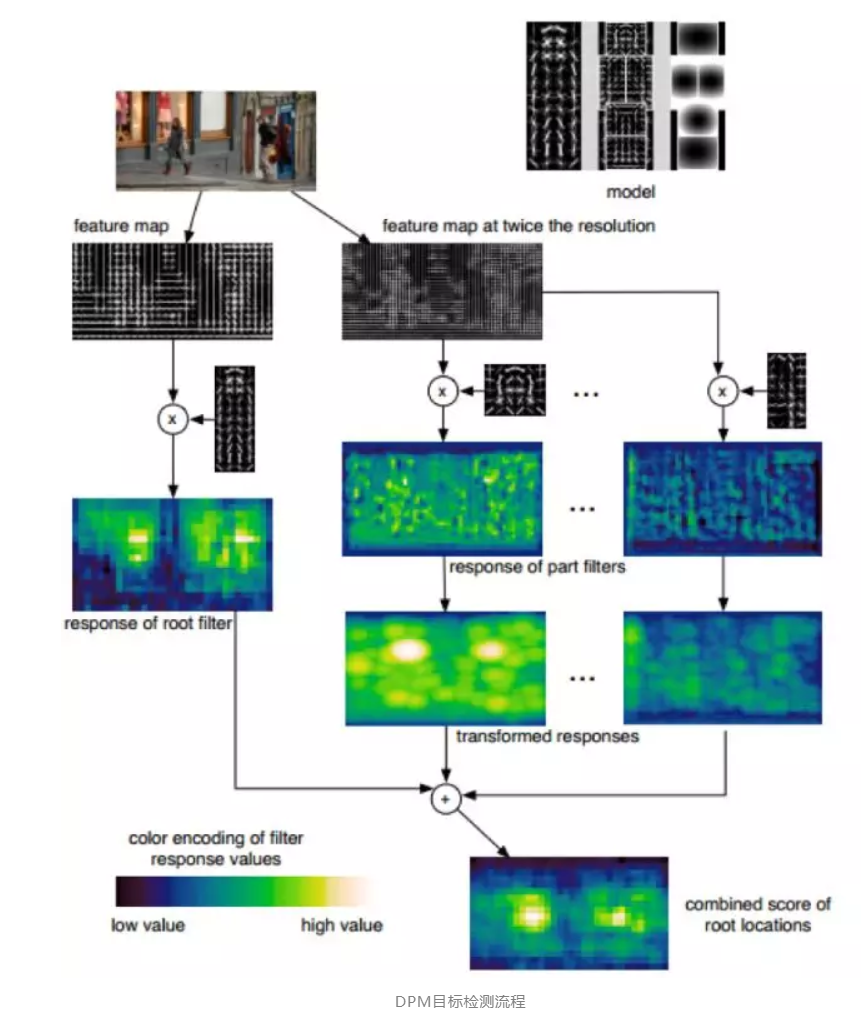 model
feature map
feature map at twice the resolution
x
x
...
x
...
response of part filters
response of root filter
...
transformed responses
+
color encoding of filter
response values
low value
high value
combined score of
root locations
DPM目标检测流程